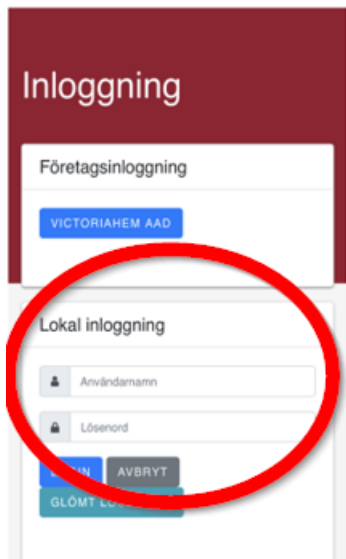 Inloggning
Företagsinloggning
VICTORIAHEM AAD
Lokal inloggning
Användarnamn
Lösenord
AVBRYT
GLÖMT